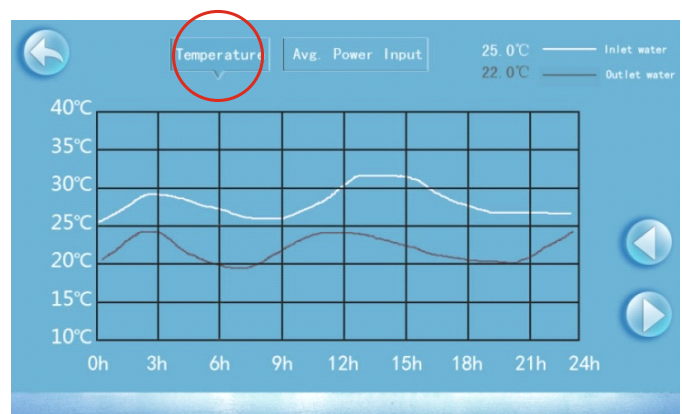 Temperature Avg. Power Input 25.0℃ Inlet water
22.0℃ Outlet water
40℃
35℃
30℃
25℃
20℃
15℃
10℃
0h 3h 6h 9h 12h 15h 18h 21h 24h